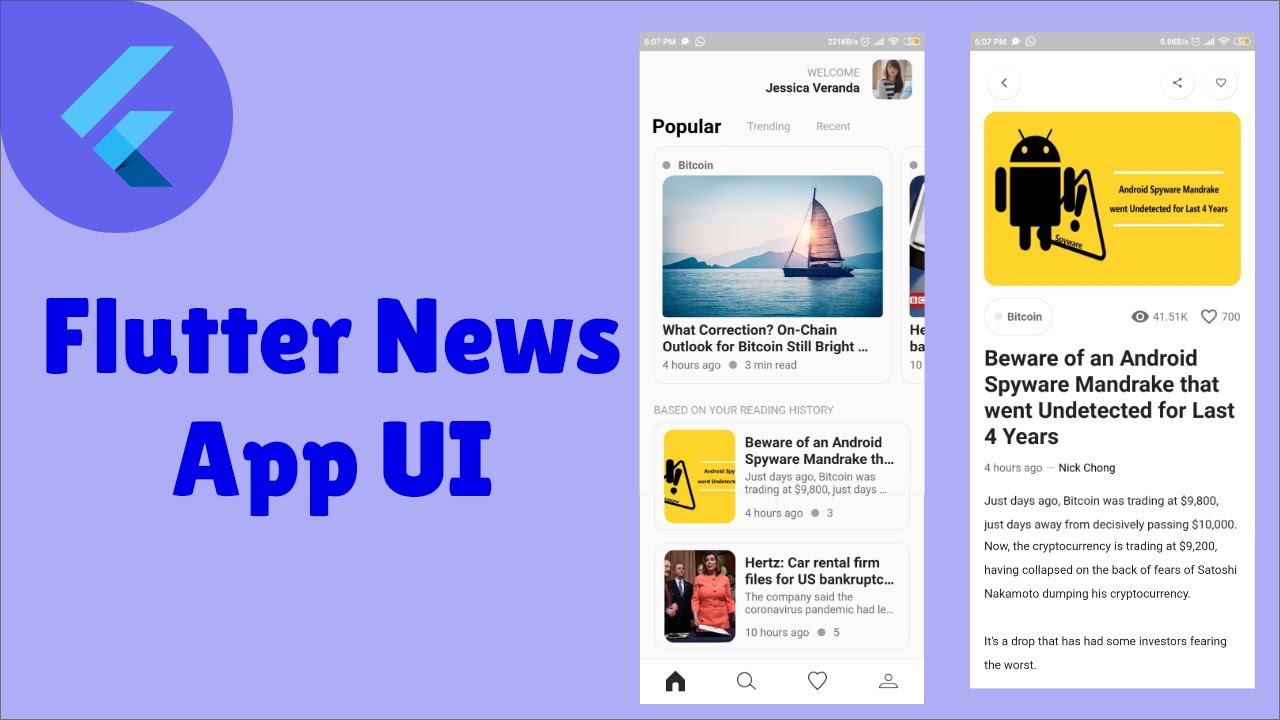 Flutter News
App UI
6:07 PM
221KB/s
WELCOME
Jessica Veranda
Popular
Trending
Recent
Bitcoin
What Correction? On-Chain
Outlook for Bitcoin Still Bright ...
4 hours ago
3 min read
He
ba
10
BASED ON YOUR READING HISTORY
Android Spy
went Undetecte
Beware of an Android
Spyware Mandrake th...
Just days ago, Bitcoin was
trading at $9,800, just days ...
4 hours ago
3
Hertz: Car rental firm
files for US bankruptc...
The company said the
coronavirus pandemic had le...
10 hours ago
5
6:07 PM
0.0KB/s
Spyware
Android Spyware Mandrake
went Undetected for Last 4 Years
Bitcoin
41.51K
700
Beware of an Android
Spyware Mandrake that
went Undetected for Last
4 Years
4 hours ago — Nick Chong
Just days ago, Bitcoin was trading at $9,800,
just days away from decisively passing $10,000.
Now, the cryptocurrency is trading at $9,200,
having collapsed on the back of fears of Satoshi
Nakamoto dumping his cryptocurrency.
It's a drop that has had some investors fearing
the worst.